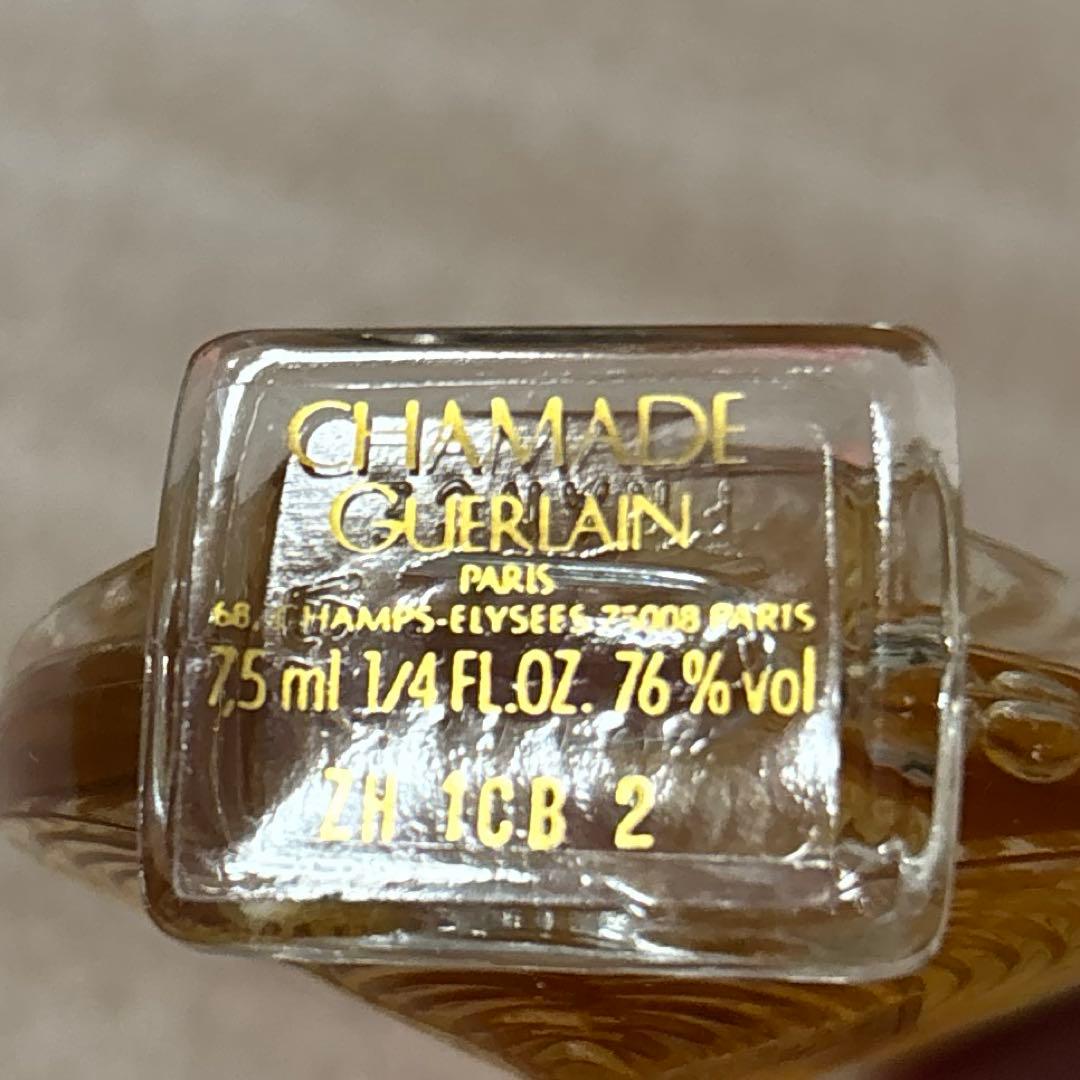 CHAMADE
GUERLAIN
PARIS
68, CHAMPS-ELYSEES 75008 PARIS
7,5 ml 1/4 FL.OZ. 76 % vol
ZH 1CB 2